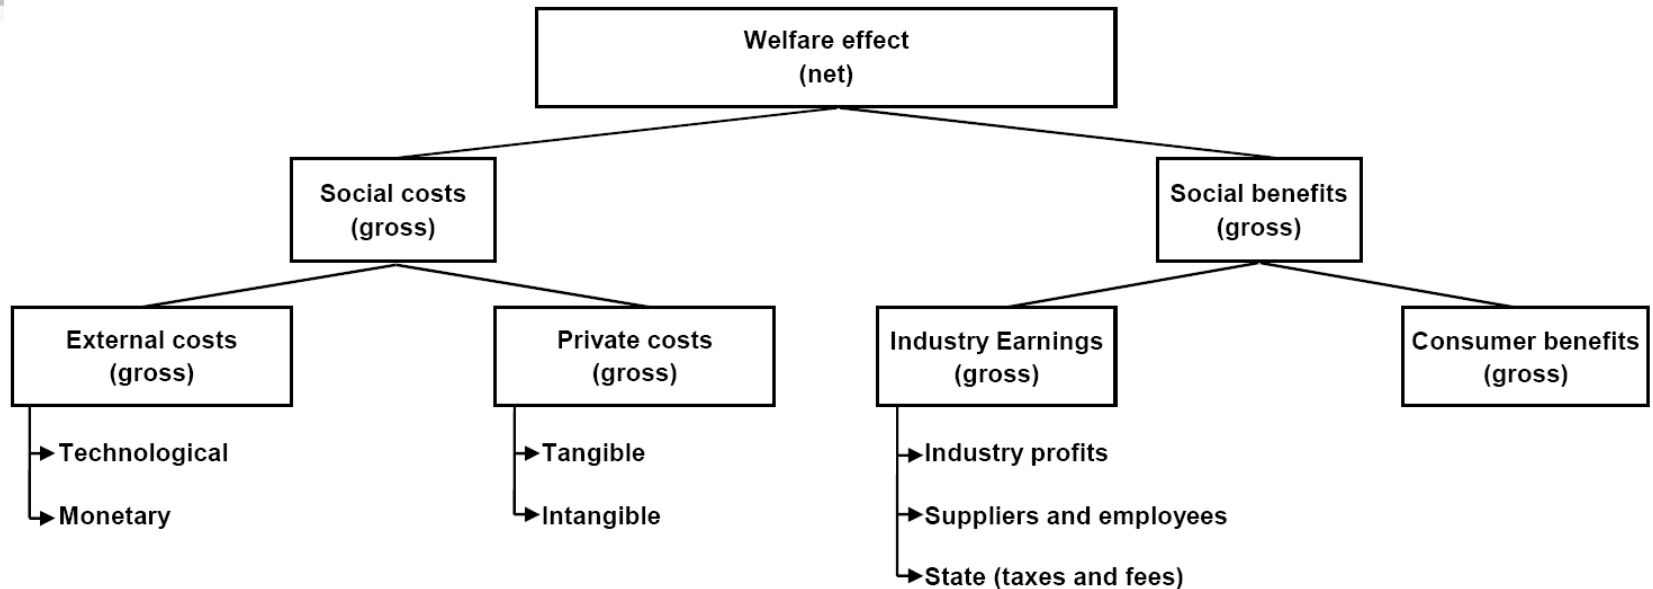 Welfare effect
(net)
Social costs
(gross)
Social benefits
(gross)
External costs
(gross)
Private costs
(gross)
Industry Earnings
(gross)
Consumer benefits
(gross)
Technological
Monetary
Tangible
Intangible
Industry profits
Suppliers and employees
State (taxes and fees)